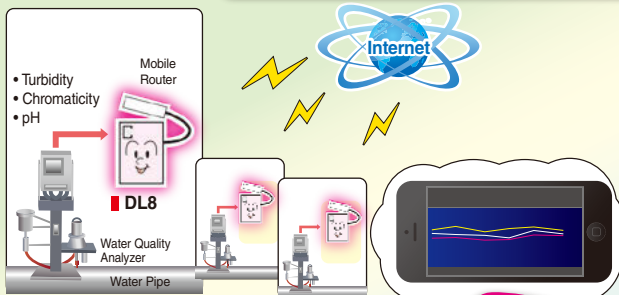 Internet
Mobile
Router
• Turbidity
• Chromaticity
• pH
DL8
Water Quality
Analyzer
Water Pipe